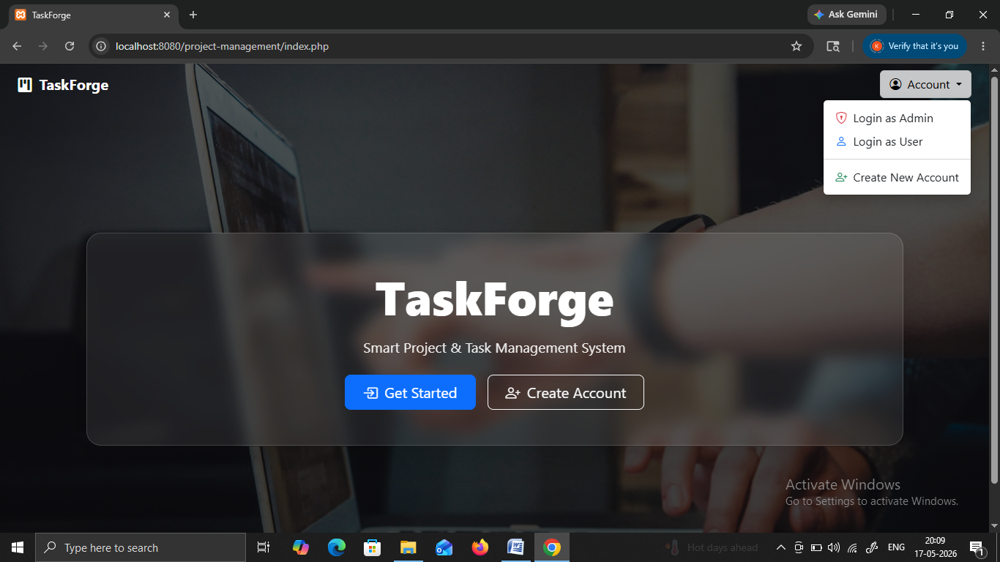 TaskForge
Ask Gemini
localhost:8080/project-management/index.php
K
Verify that it's you
TaskForge
Account
Login as Admin
Login as User
Create New Account
TaskForge
Smart Project & Task Management System
Get Started
Create Account
Activate Windows
Go to Settings to activate Windows.
Type here to search
Hot days ahead
ENG
20:09
17-05-2026
1